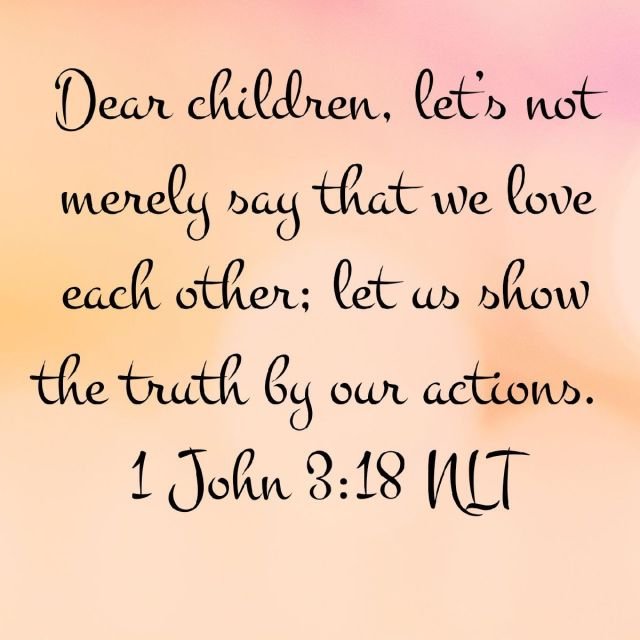 Dear children, let's not
merely say that we love
each other; let us show
the truth by our actions.
1 John 3:18 NLT